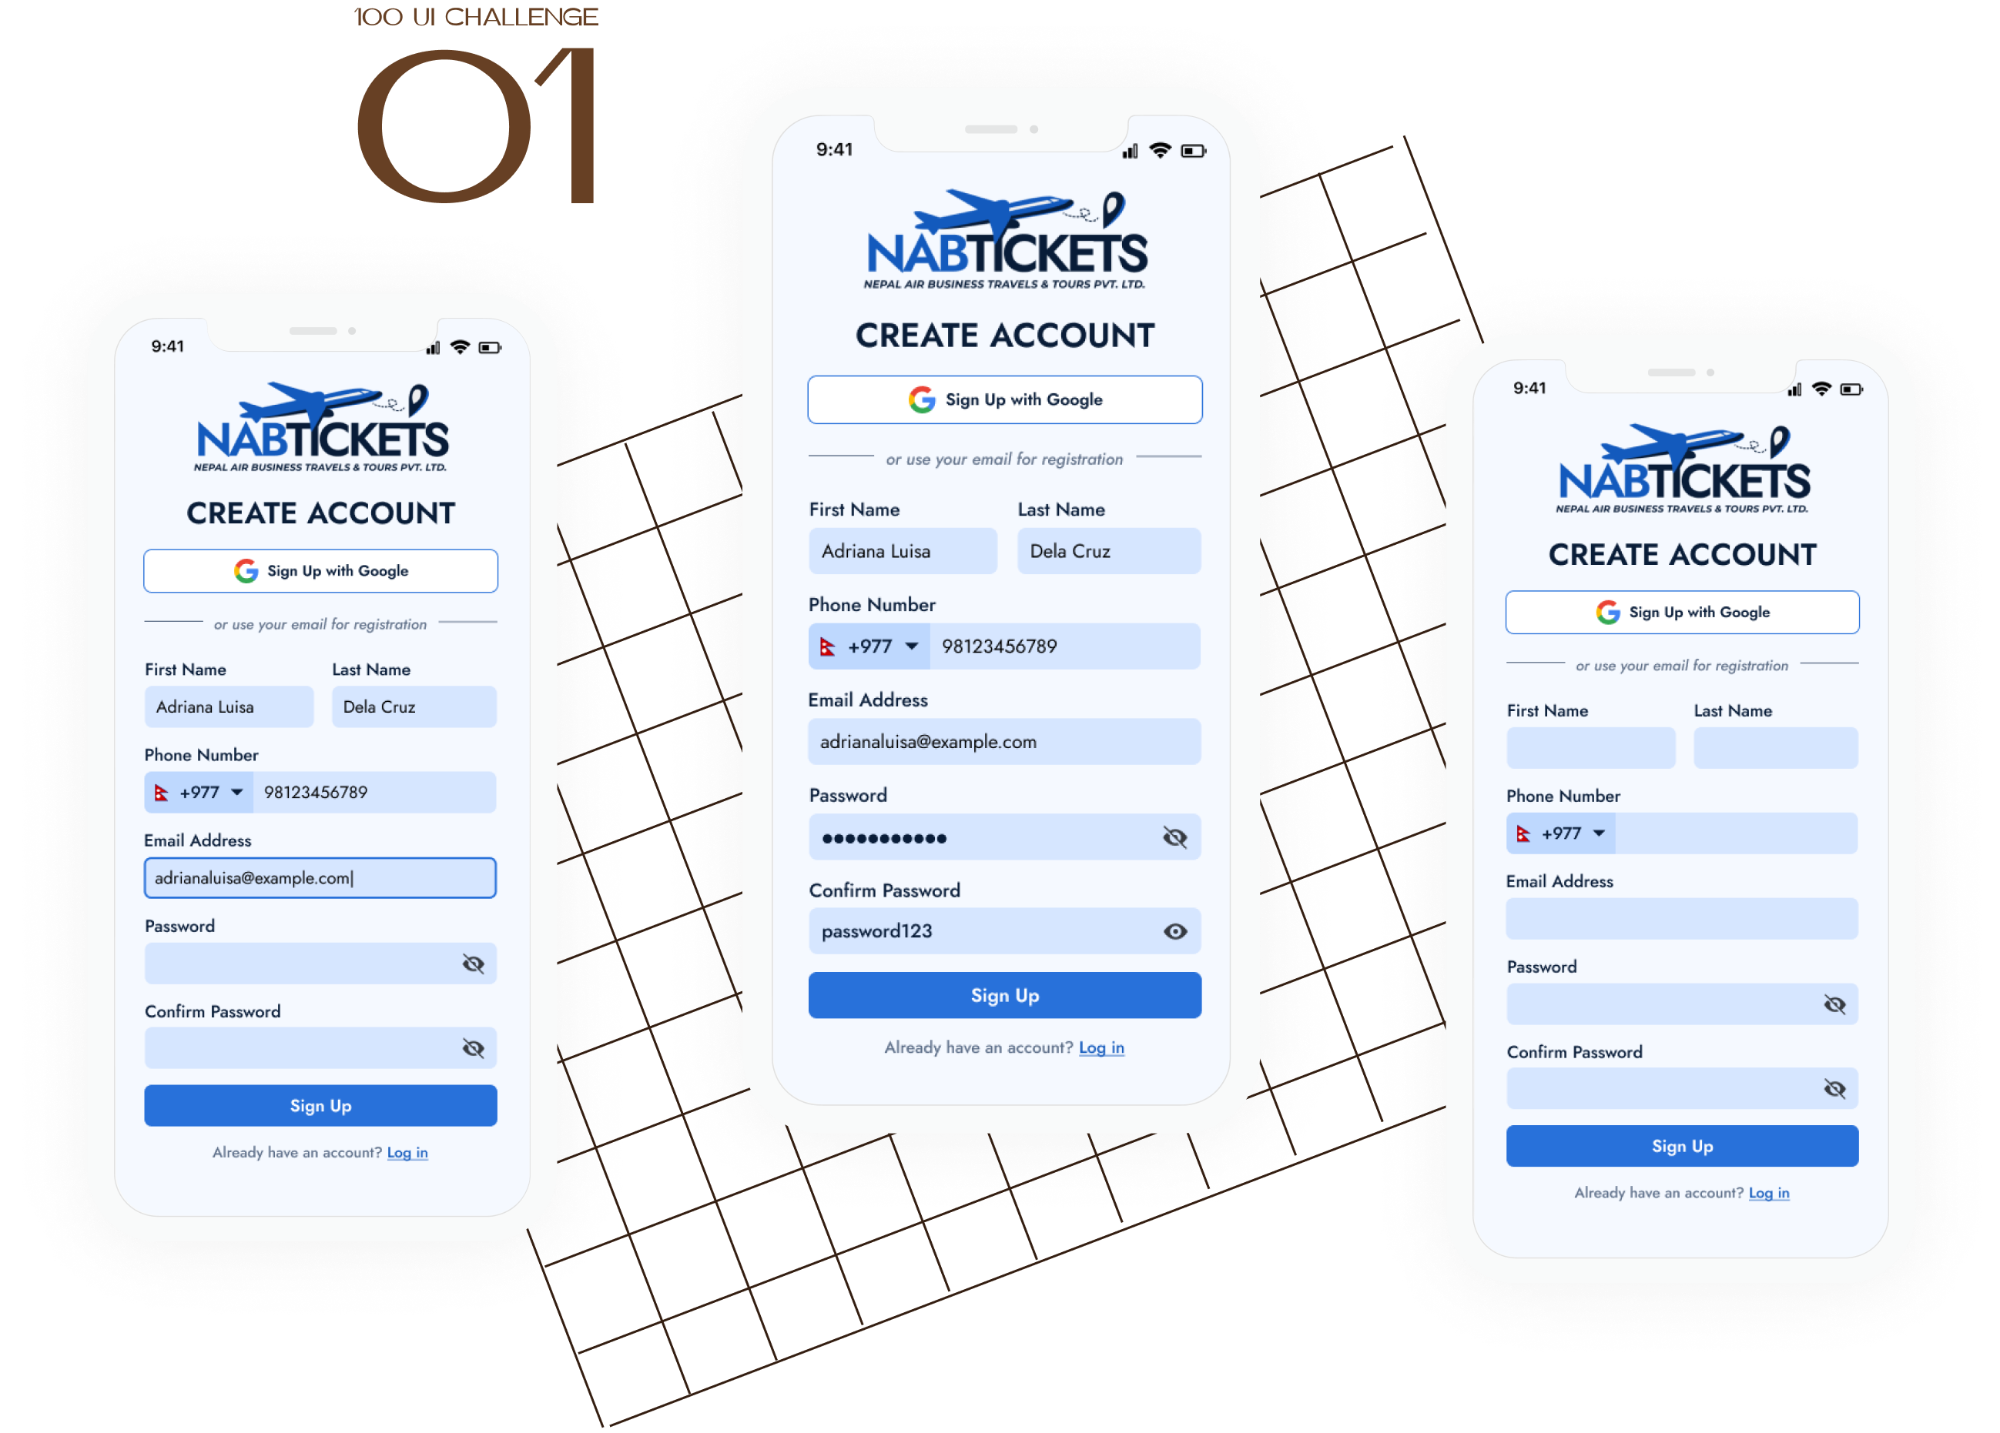 100 UI CHALLENGE
01
9:41
NABTICKETS
NEPAL AIR BUSINESS TRAVELS & TOURS PVT. LTD.
CREATE ACCOUNT
Sign Up with Google
or use your email for registration
First Name Last Name
Adriana Luisa Dela Cruz
Phone Number
+977 98123456789
Email Address
adrianaluisa@example.com
Password
Confirm Password
Sign Up
Already have an account? Log in
9:41
NABTICKETS
NEPAL AIR BUSINESS TRAVELS & TOURS PVT. LTD.
CREATE ACCOUNT
Sign Up with Google
or use your email for registration
First Name Last Name
Adriana Luisa Dela Cruz
Phone Number
+977 98123456789
Email Address
adrianaluisa@example.com
Password
●●●●●●●●●●●
Confirm Password
password123
Sign Up
Already have an account? Log in
9:41
NABTICKETS
NEPAL AIR BUSINESS TRAVELS & TOURS PVT. LTD.
CREATE ACCOUNT
Sign Up with Google
or use your email for registration
First Name Last Name
Phone Number
+977
Email Address
Password
Confirm Password
Sign Up
Already have an account? Log in